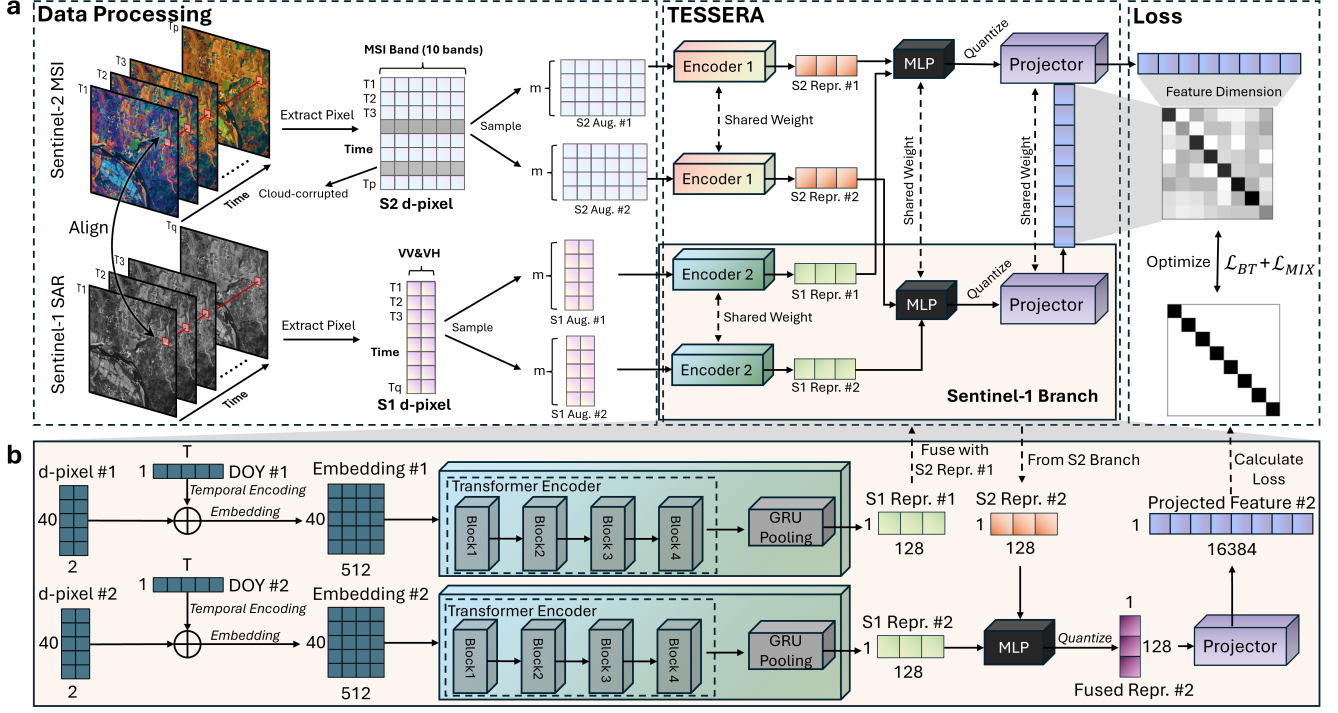 a
Data Processing
TESSERA
Loss
Sentinel-2 MSI
T1
T2
T3
Tp
Time
Align
Sentinel-1 SAR
T1
T2
T3
Tq
Time
Extract Pixel
Extract Pixel
MSI Band (10 bands)
T1
T2
T3
Time
Tp
Cloud-corrupted
S2 d-pixel
VV&VH
T1
T2
T3
Time
Tq
S1 d-pixel
Sample
Sample
m
S2 Aug. #1
m
S2 Aug. #2
m
S1 Aug. #1
m
S1 Aug. #2
Encoder 1
S2 Repr. #1
Shared Weight
Encoder 1
S2 Repr. #2
Encoder 2
S1 Repr. #1
Shared Weight
Encoder 2
S1 Repr. #2
MLP
Quantize
Projector
Shared Weight
Shared Weight
MLP
Quantize
Projector
Sentinel-1 Branch
Feature Dimension
Optimize
ℒBT + ℒMIX
b
d-pixel #1
40
2
T
1
DOY #1
Temporal Encoding
Embedding
Embedding #1
40
512
Transformer Encoder
Block1
Block2
Block 3
Block 4
GRU
Pooling
S1 Repr. #1
1
128
Fuse with
S2 Repr. #1
From S2 Branch
S2 Repr. #2
1
128
Calculate
Loss
Projected Feature #2
1
16384
d-pixel #2
40
2
T
1
DOY #2
Temporal Encoding
Embedding
Embedding #2
40
512
Transformer Encoder
Block1
Block2
Block 3
Block 4
GRU
Pooling
S1 Repr. #2
1
128
MLP
Quantize
1
128
Fused Repr. #2
Projector